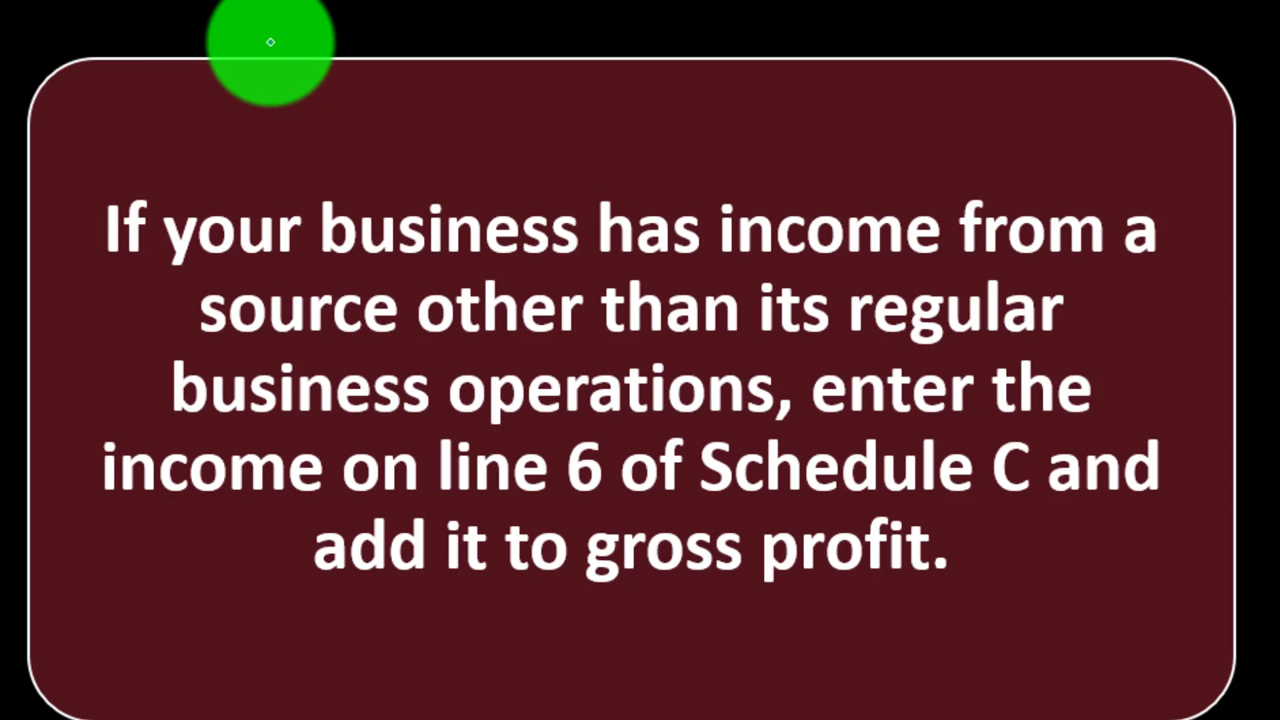 If your business has income from a
source other than its regular
business operations, enter the
income on line 6 of Schedule C and
add it to gross profit.